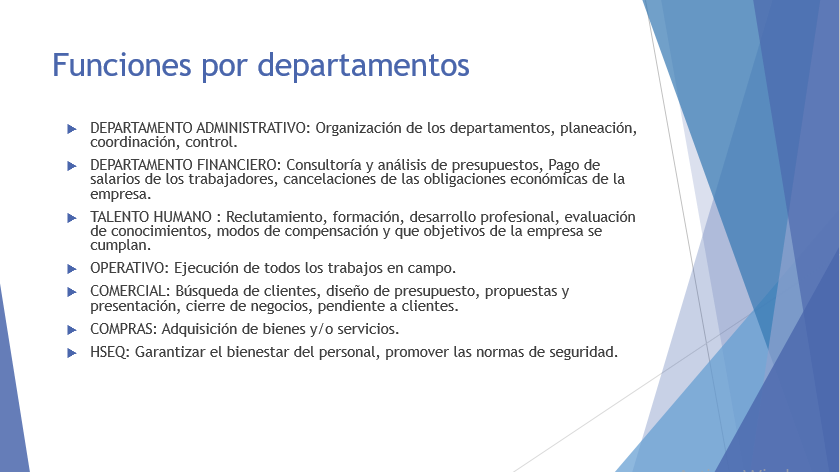 Funciones por departamentos
DEPARTAMENTO ADMINISTRATIVO: Organización de los departamentos, planeación,
coordinación, control.
DEPARTAMENTO FINANCIERO: Consultoría y análisis de presupuestos, Pago de
salarios de los trabajadores, cancelaciones de las obligaciones económicas de la
empresa.
TALENTO HUMANO : Reclutamiento, formación, desarrollo profesional, evaluación
de conocimientos, modos de compensación y que objetivos de la empresa se
cumplan.
OPERATIVO: Ejecución de todos los trabajos en campo.
COMERCIAL: Búsqueda de clientes, diseño de presupuesto, propuestas y
presentación, cierre de negocios, pendiente a clientes.
COMPRAS: Adquisición de bienes y/o servicios.
HSEQ: Garantizar el bienestar del personal, promover las normas de seguridad.